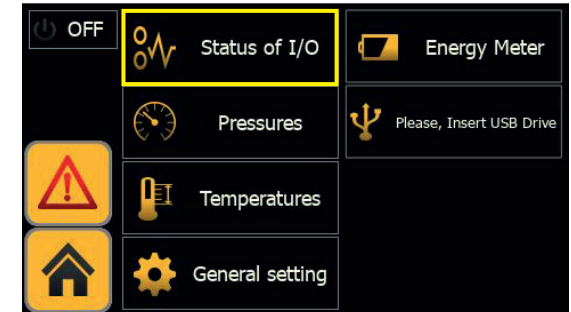 OFF
Status of I/O
Energy Meter
Pressures
Please, Insert USB Drive
Temperatures
General setting